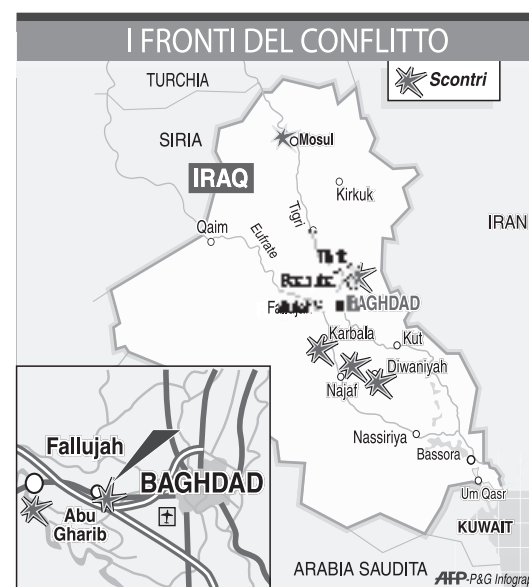 I FRONTI DEL CONFLITTO
Scontri
TURCHIA
SIRIA
Mosul
IRAQ
Kirkuk
IRAN
Qaim
Eufrate
Tigri
BAGHDAD
Karbala
Kut
Diwaniyah
Najaf
Nassiriya
Bassora
Um Qasr
KUWAIT
ARABIA SAUDITA
Fallujah
BAGHDAD
Abu
Gharib
AFP-P&G Infogra